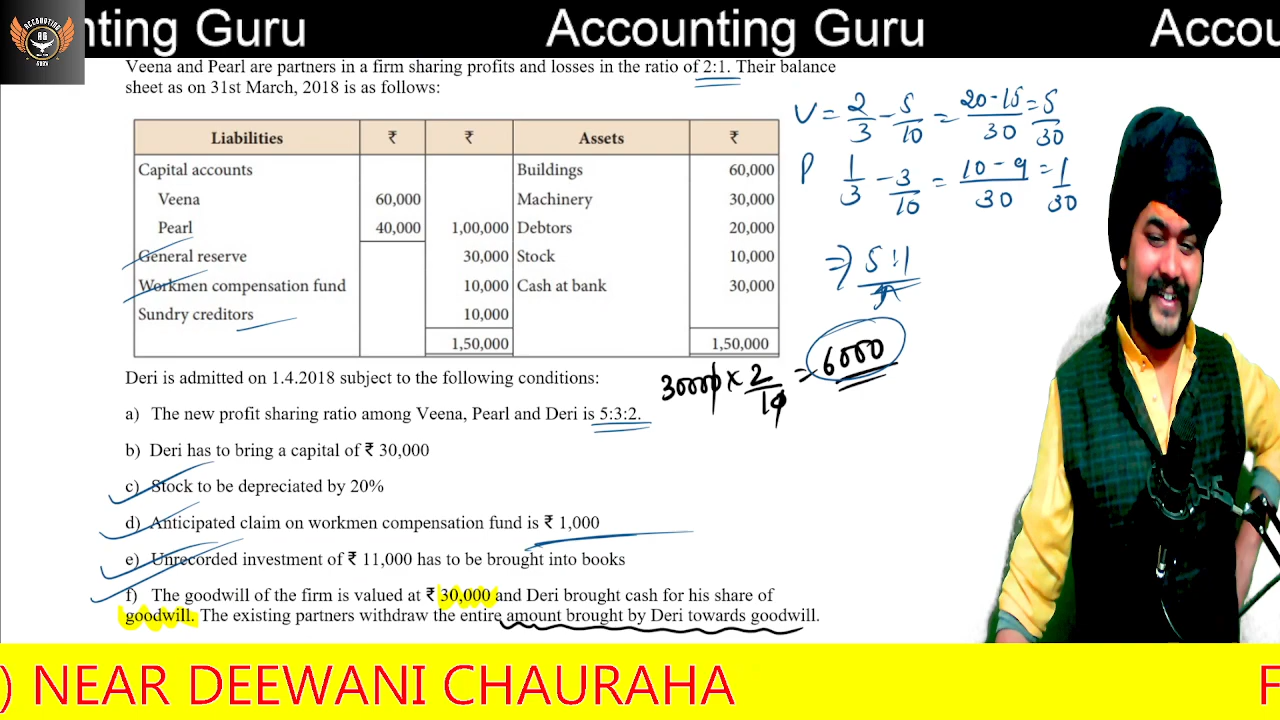 nting Guru Accounting Guru Accou
ACCOUNTING
AG
GURU
Veena and Pearl are partners in a firm sharing profits and losses in the ratio of 2:1. Their balance
sheet as on 31st March, 2018 is as follows:
Liabilities ₹ ₹ Assets ₹
Capital accounts Buildings 60,000
Veena 60,000 Machinery 30,000
Pearl 40,000 1,00,000 Debtors 20,000
General reserve 30,000 Stock 10,000
Workmen compensation fund 10,000 Cash at bank 30,000
Sundry creditors 10,000
1,50,000 1,50,000
Deri is admitted on 1.4.2018 subject to the following conditions:
a) The new profit sharing ratio among Veena, Pearl and Deri is 5:3:2.
b) Deri has to bring a capital of ₹ 30,000
c) Stock to be depreciated by 20%
d) Anticipated claim on workmen compensation fund is ₹ 1,000
e) Unrecorded investment of ₹ 11,000 has to be brought into books
f) The goodwill of the firm is valued at ₹ 30,000 and Deri brought cash for his share of
goodwill. The existing partners withdraw the entire amount brought by Deri towards goodwill.
V = 2/3 - 5/10 = 20-15/30 = 5/30
P 1/3 - 3/10 = 10-9/30 = 1/30
⇒ 5:1
30000 × 2/10 = 6000
) NEAR DEEWANI CHAURAHA F